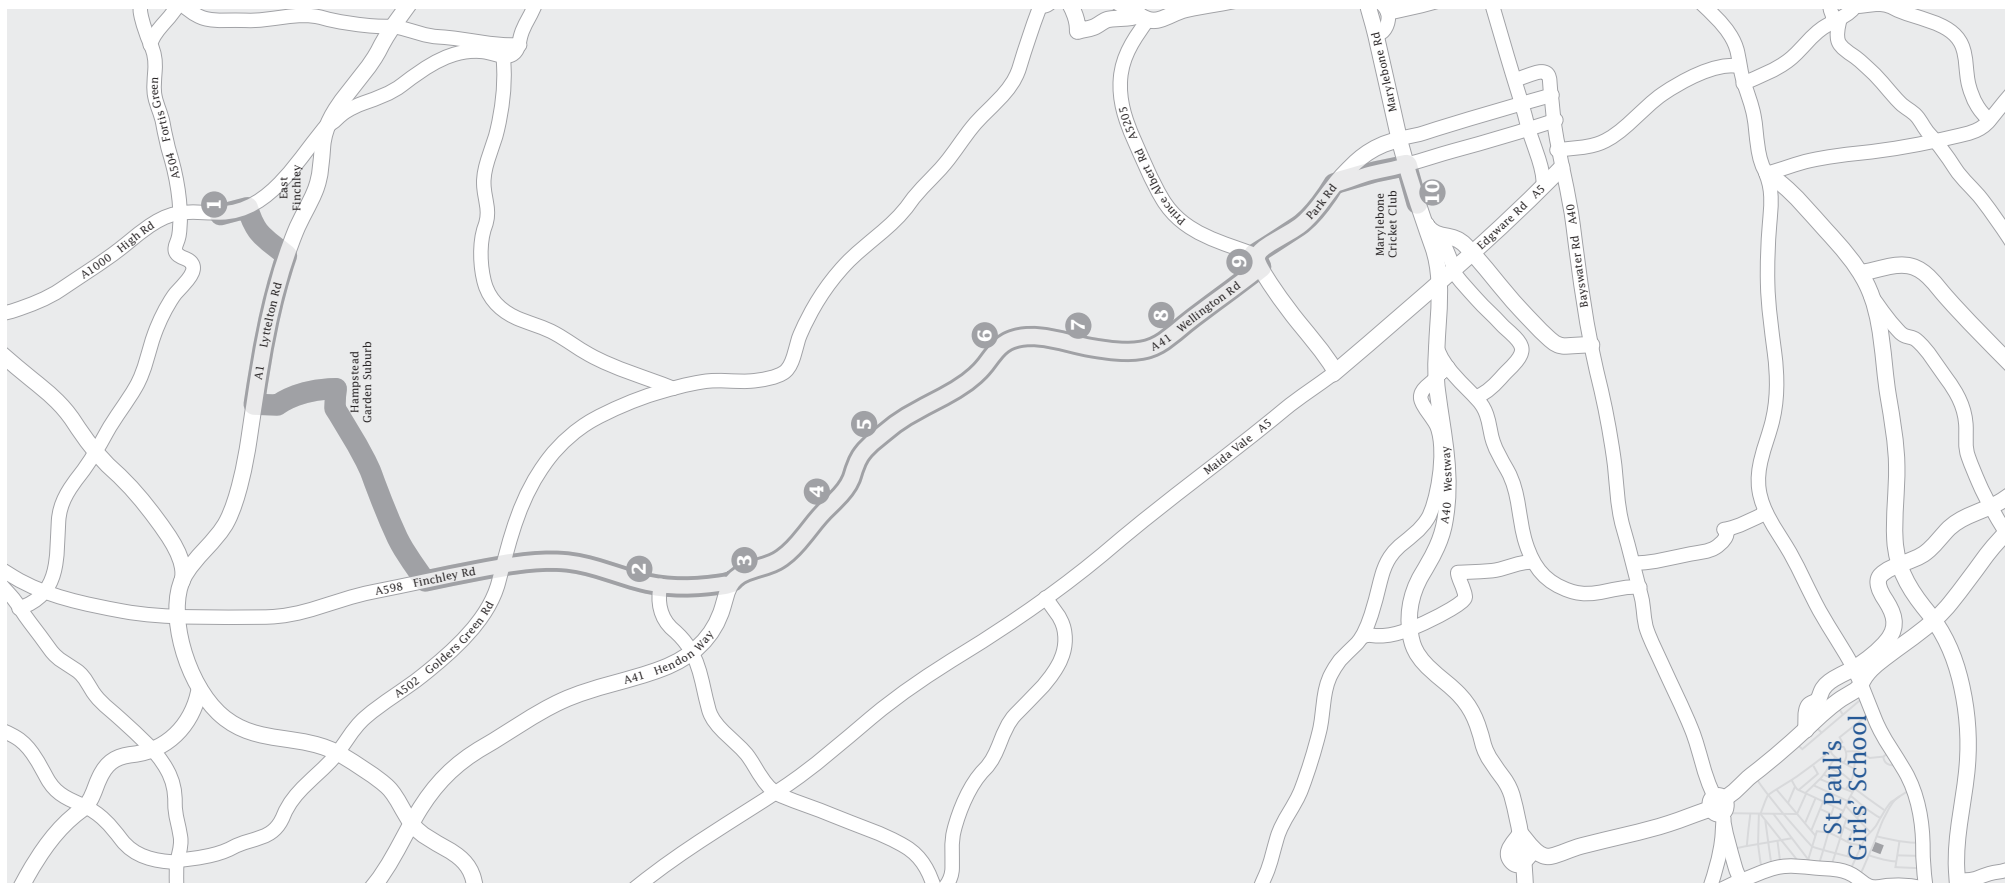 A504 Fortis Green
A1000 High Rd
1
East
Finchley
A1 Lyttelton Rd
Hampstead
Garden Suburb
A598 Finchley Rd
A502 Golders Green Rd
2
3
A41 Hendon Way
4
5
6
7
8
A41 Wellington Rd
9
Prince Albert Rd A5205
Park Rd
Marylebone Rd
Marylebone
Cricket Club
10
Edgware Rd A5
Bayswater Rd A40
Maida Vale A5
A40 Westway
St Paul’s
Girls’ School